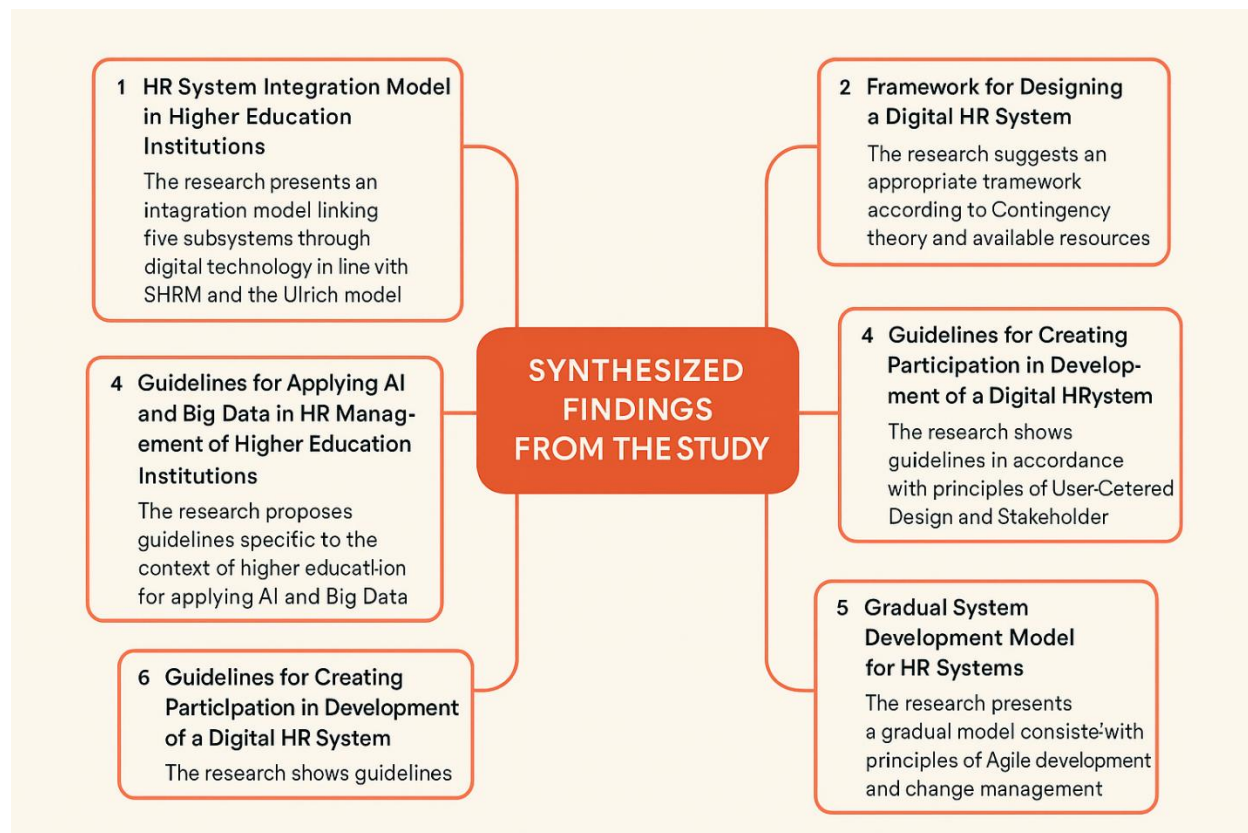 1 HR System Integration Model
in Higher Education
Institutions
The research presents an
intagration model linking
five subsystems through
digital technology in line vith
SHRM and the Ulrich model
2 Framework for Designing
a Digital HR System
The research suggests an
appropriate tramework
according to Contingency
theory and available resources
SYNTHESIZED
FINDINGS
FROM THE STUDY
4 Guidelines for Applying AI
and Big Data in HR Manag-
ement of Higher Education
Institutions
The research proposes
guidelines specific to the
context of higher educatl-ion
for applying AI and Big Data
4 Guidelines for Creating
Participation in Develop-
ment of a Digital HRystem
The research shows
guidelines in accordance
with principles of User-Cetered
Design and Stakeholder
6 Guidelines for Creating
Particlpation in Development
of a Digital HR System
The research shows guidelines
5 Gradual System
Development Model
for HR Systems
The research presents
a gradual model consiste'with
principles of Agile development
and change management